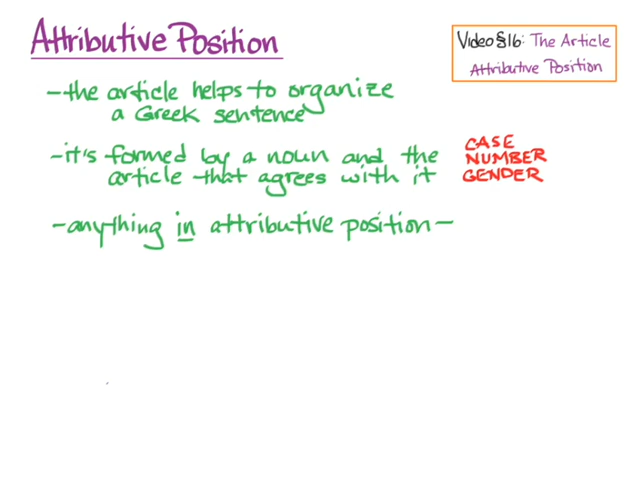 Attributive Position
Video §16: The Article
Attributive Position
- the article helps to organize
a Greek sentence
- it's formed by a noun and the
article that agrees with it
CASE
NUMBER
GENDER
- anything in attributive position -